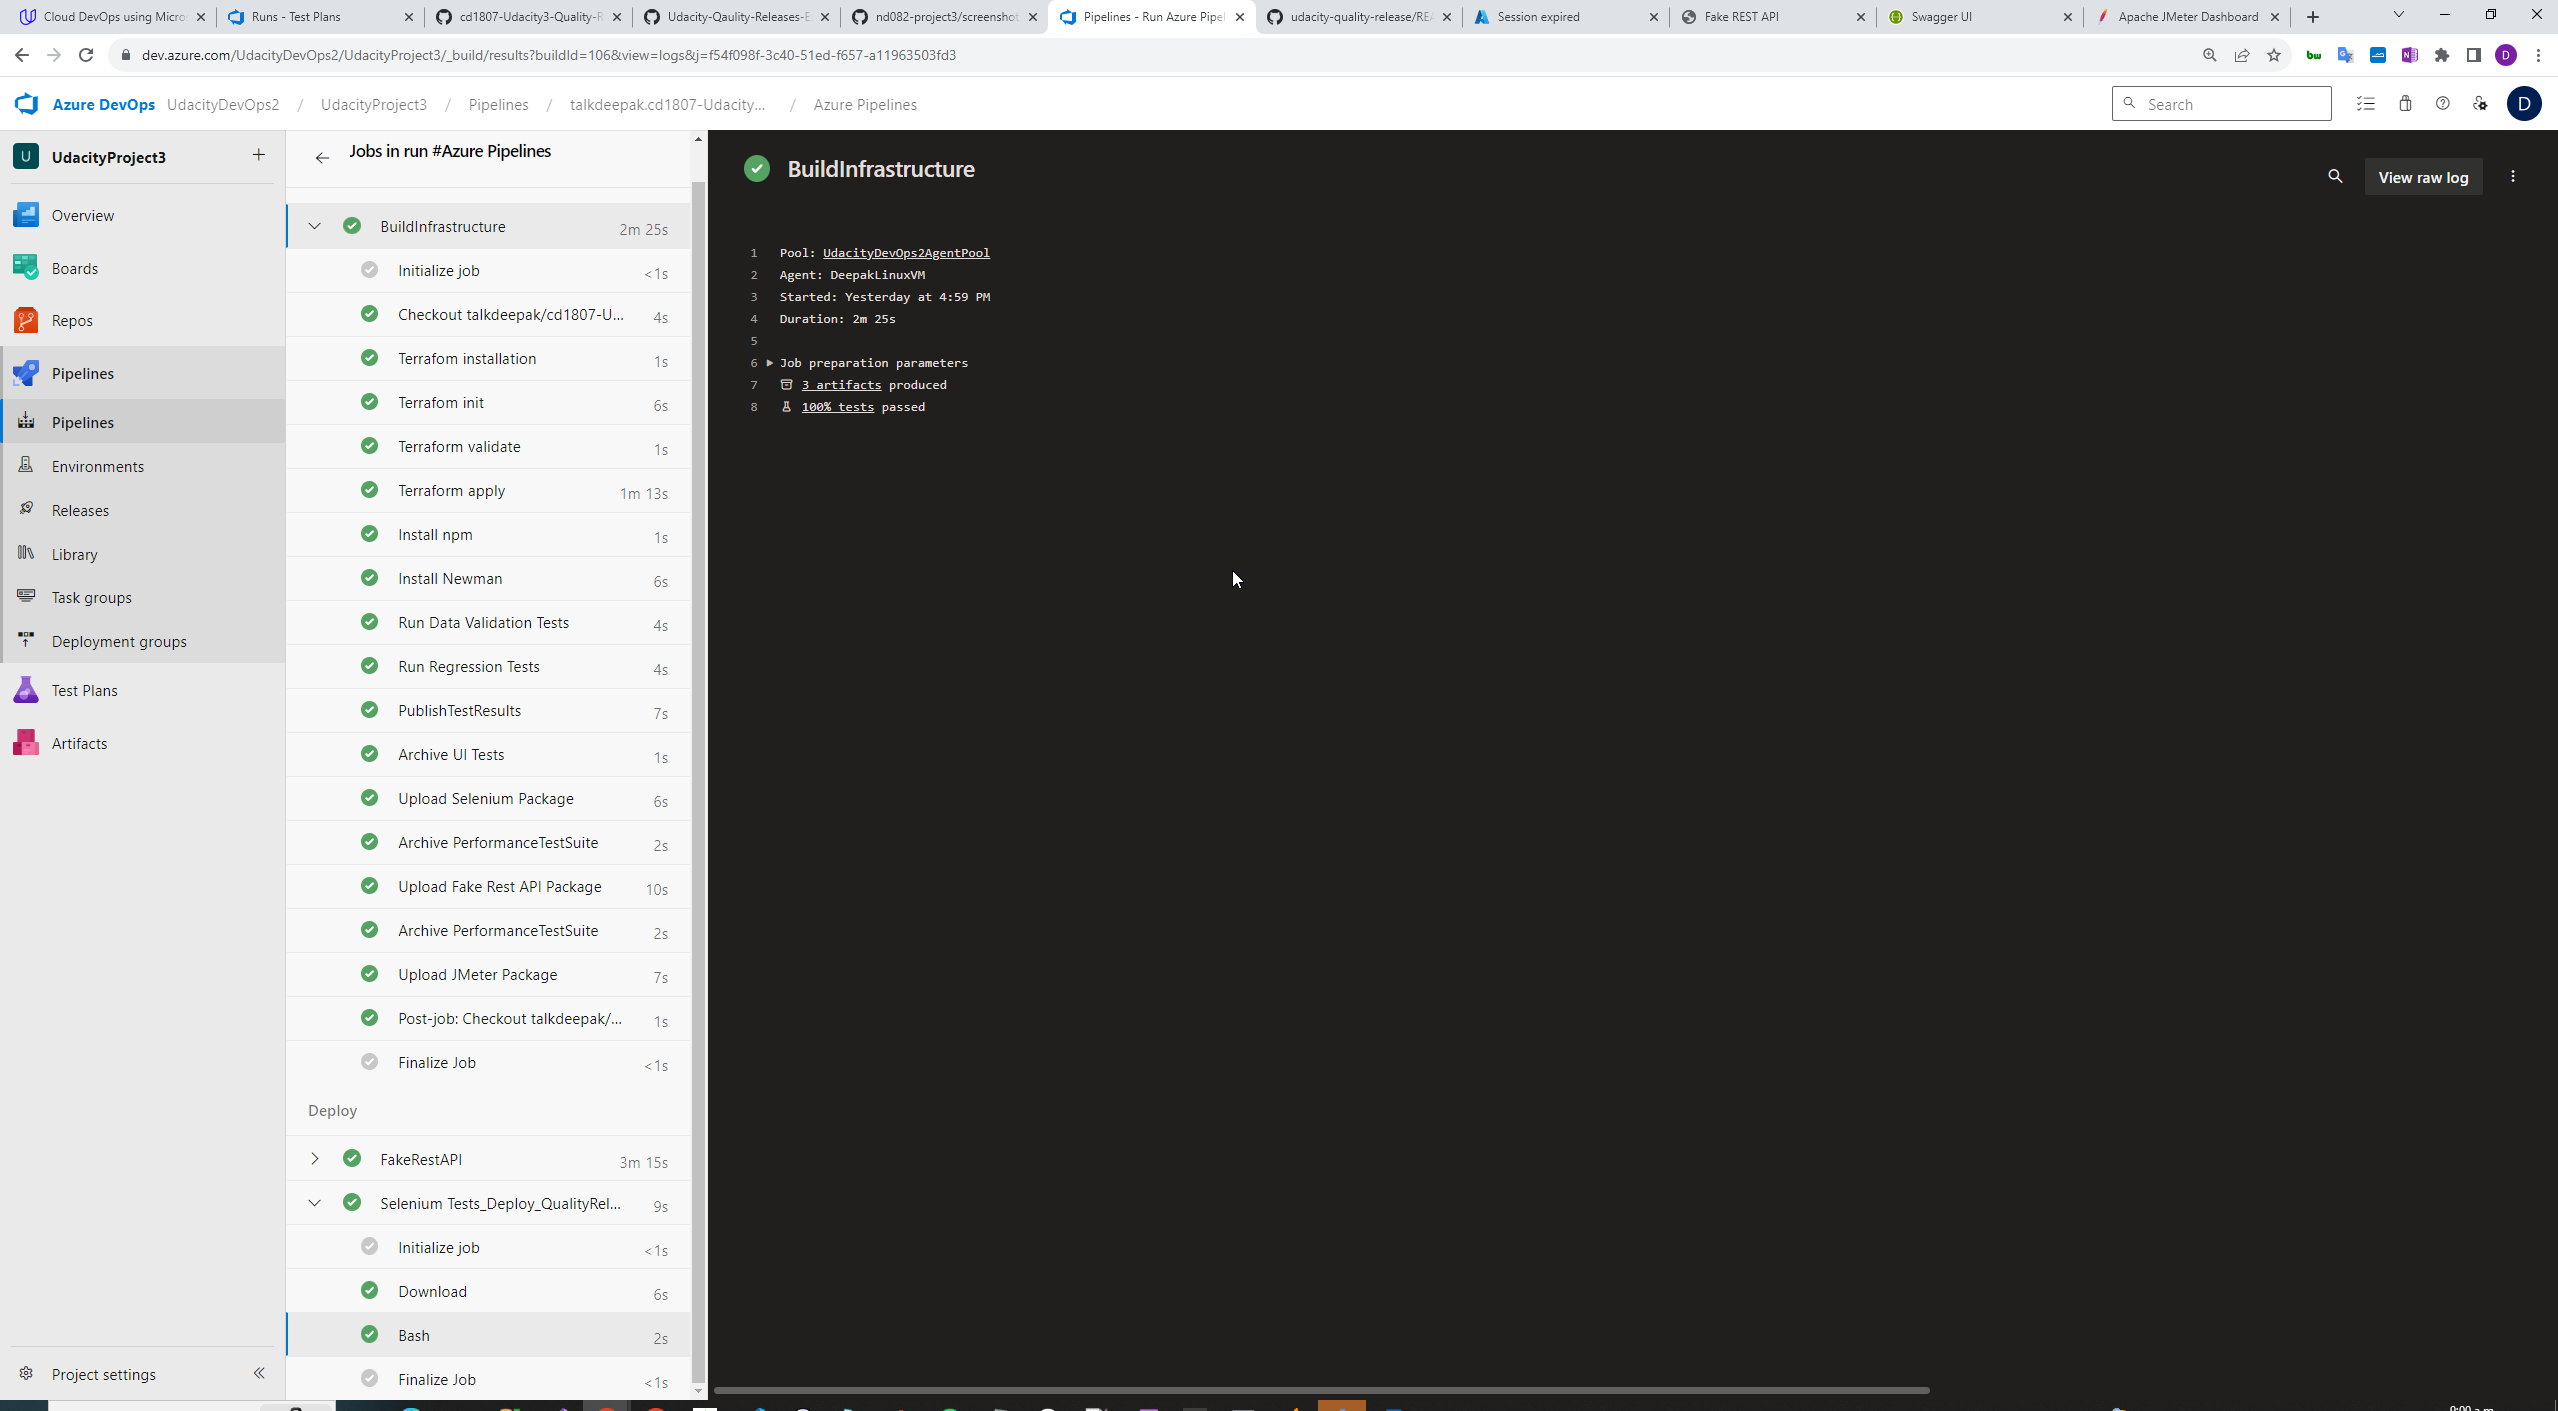 Cloud DevOps using Micro
Runs - Test Plans
cd1807-Udacity3-Quality-R
Udacity-Qaulity-Releases-E
nd082-project3/screenshot
Pipelines - Run Azure Pipel
udacity-quality-release/REA
Session expired
Fake REST API
Swagger UI
Apache JMeter Dashboard
dev.azure.com/UdacityDevOps2/UdacityProject3/_build/results?buildId=106&view=logs&j=f54f098f-3c40-51ed-f657-a11963503fd3
bw
D
Azure DevOps UdacityDevOps2 / UdacityProject3 / Pipelines / talkdeepak.cd1807-Udacity... / Azure Pipelines
Search
D
U UdacityProject3 +
Overview
Boards
Repos
Pipelines
Pipelines
Environments
Releases
Library
Task groups
Deployment groups
Test Plans
Artifacts
Project settings
Jobs in run #Azure Pipelines
BuildInfrastructure 2m 25s
Initialize job <1s
Checkout talkdeepak/cd1807-U... 4s
Terrafom installation 1s
Terrafom init 6s
Terraform validate 1s
Terraform apply 1m 13s
Install npm 1s
Install Newman 6s
Run Data Validation Tests 4s
Run Regression Tests 4s
PublishTestResults 7s
Archive UI Tests 1s
Upload Selenium Package 6s
Archive PerformanceTestSuite 2s
Upload Fake Rest API Package 10s
Archive PerformanceTestSuite 2s
Upload JMeter Package 7s
Post-job: Checkout talkdeepak/... 1s
Finalize Job <1s
Deploy
FakeRestAPI 3m 15s
Selenium Tests_Deploy_QualityRel... 9s
Initialize job <1s
Download 6s
Bash 2s
Finalize Job <1s
BuildInfrastructure
View raw log
1 Pool: UdacityDevOps2AgentPool
2 Agent: DeepakLinuxVM
3 Started: Yesterday at 4:59 PM
4 Duration: 2m 25s
5
6 Job preparation parameters
7 3 artifacts produced
8 100% tests passed